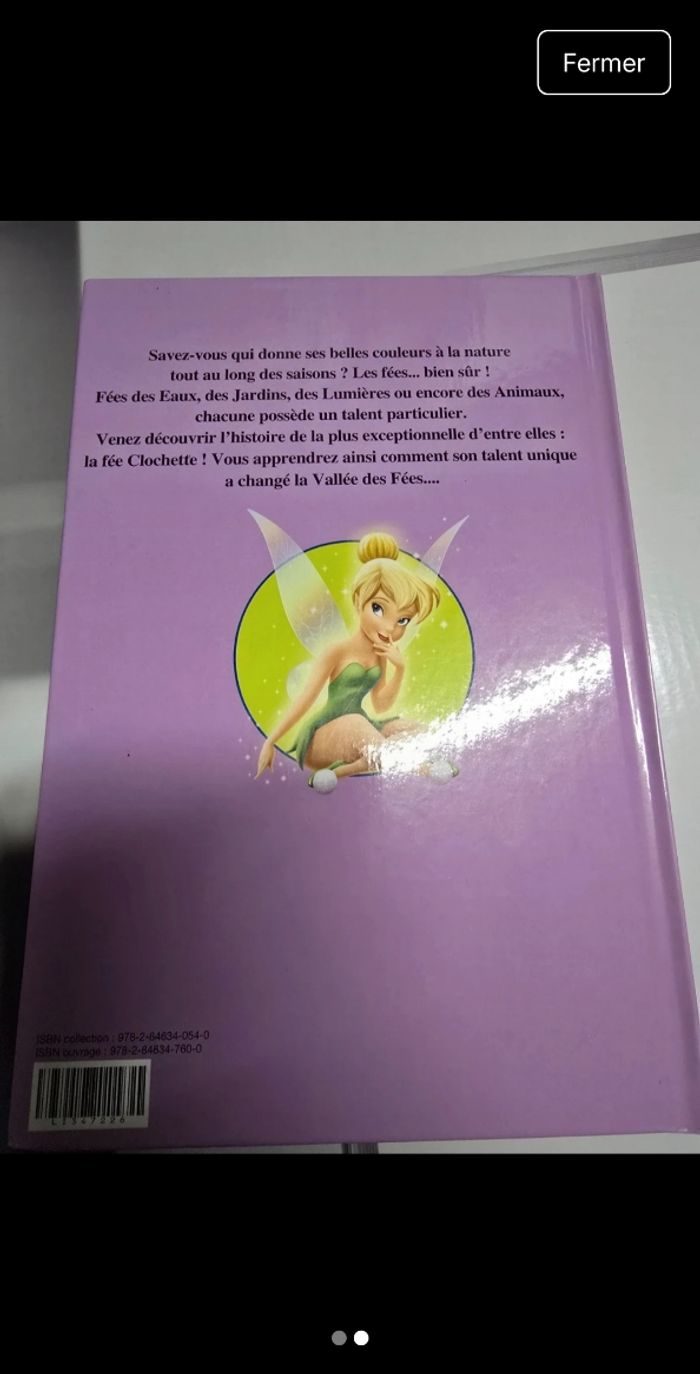 Fermer
Savez-vous qui donne ses belles couleurs à la nature
tout au long des saisons ? Les fées... bien sûr !
Fées des Eaux, des Jardins, des Lumières ou encore des Animaux,
chacune possède un talent particulier.
Venez découvrir l'histoire de la plus exceptionnelle d'entre elles :
la fée Clochette ! Vous apprendrez ainsi comment son talent unique
a changé la Vallée des Fées....
ISBN collection : 978-2-84634-054-0
ISBN ouvrage : 978-2-84634-760-0
L1347226